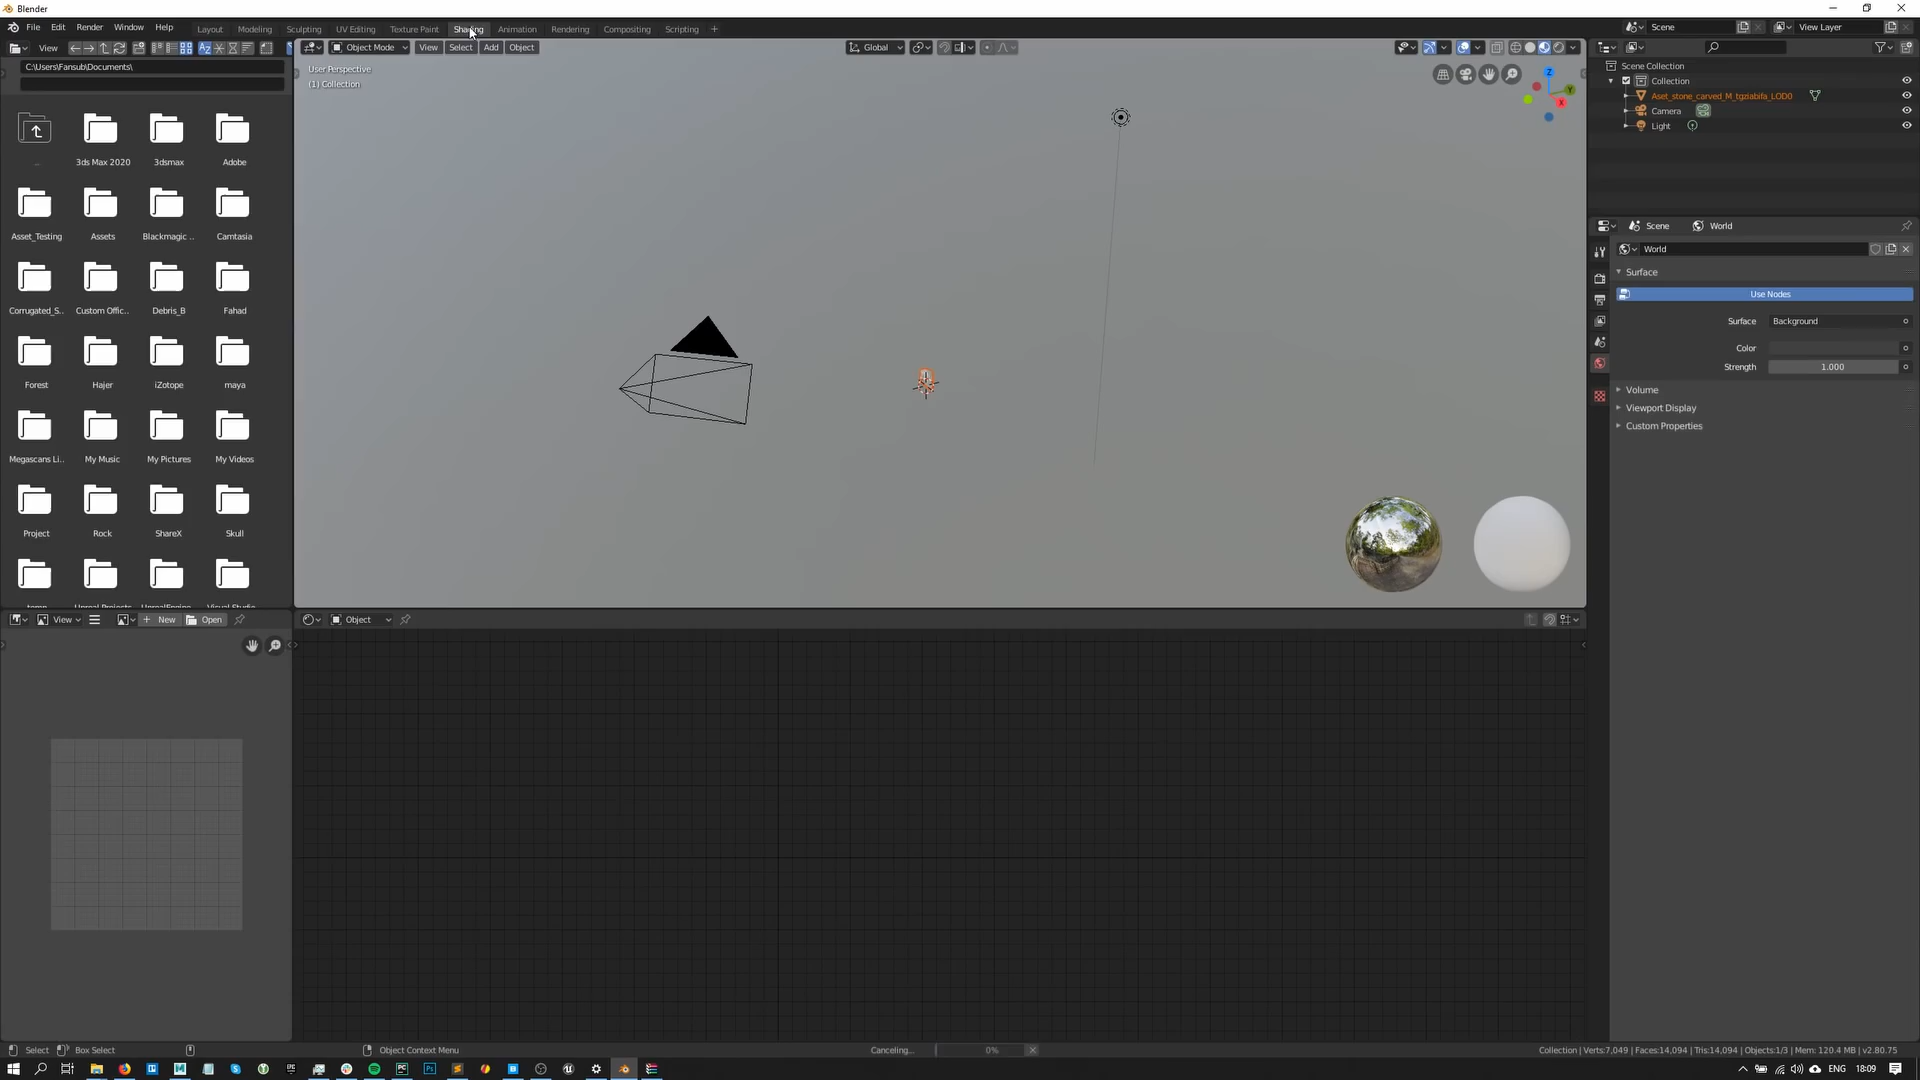 Blender
File Edit Render Window Help
Layout Modeling Sculpting UV Editing Texture Paint Shading Animation Rendering Compositing Scripting +
Scene
View Layer
View
Object Mode View Select Add Object
Global
C:\Users\Fansub\Documents\
User Perspective
(1) Collection
Scene Collection
Collection
Aset_stone_carved_M_tgziabifa_LOD0
Camera
Light
Z
Y
X
..
3ds Max 2020 3dsmax Adobe
Asset_Testing Assets Blackmagic .. Camtasia
Corrugated_S.. Custom Offic.. Debris_B Fahad
Forest Hajer iZotope maya
Megascans Li.. My Music My Pictures My Videos
Project Rock ShareX Skull
Scene World
World
Surface
Use Nodes
Surface Background
Color
Strength 1.000
Volume
Viewport Display
Custom Properties
View + New Open
Object
Select Box Select Object Context Menu Canceling... 0%
Collection | Verts:7,049 | Faces:14,094 | Tris:14,094 | Objects:1/3 | Mem: 120.4 MB | v2.80.75
ENG 18:09